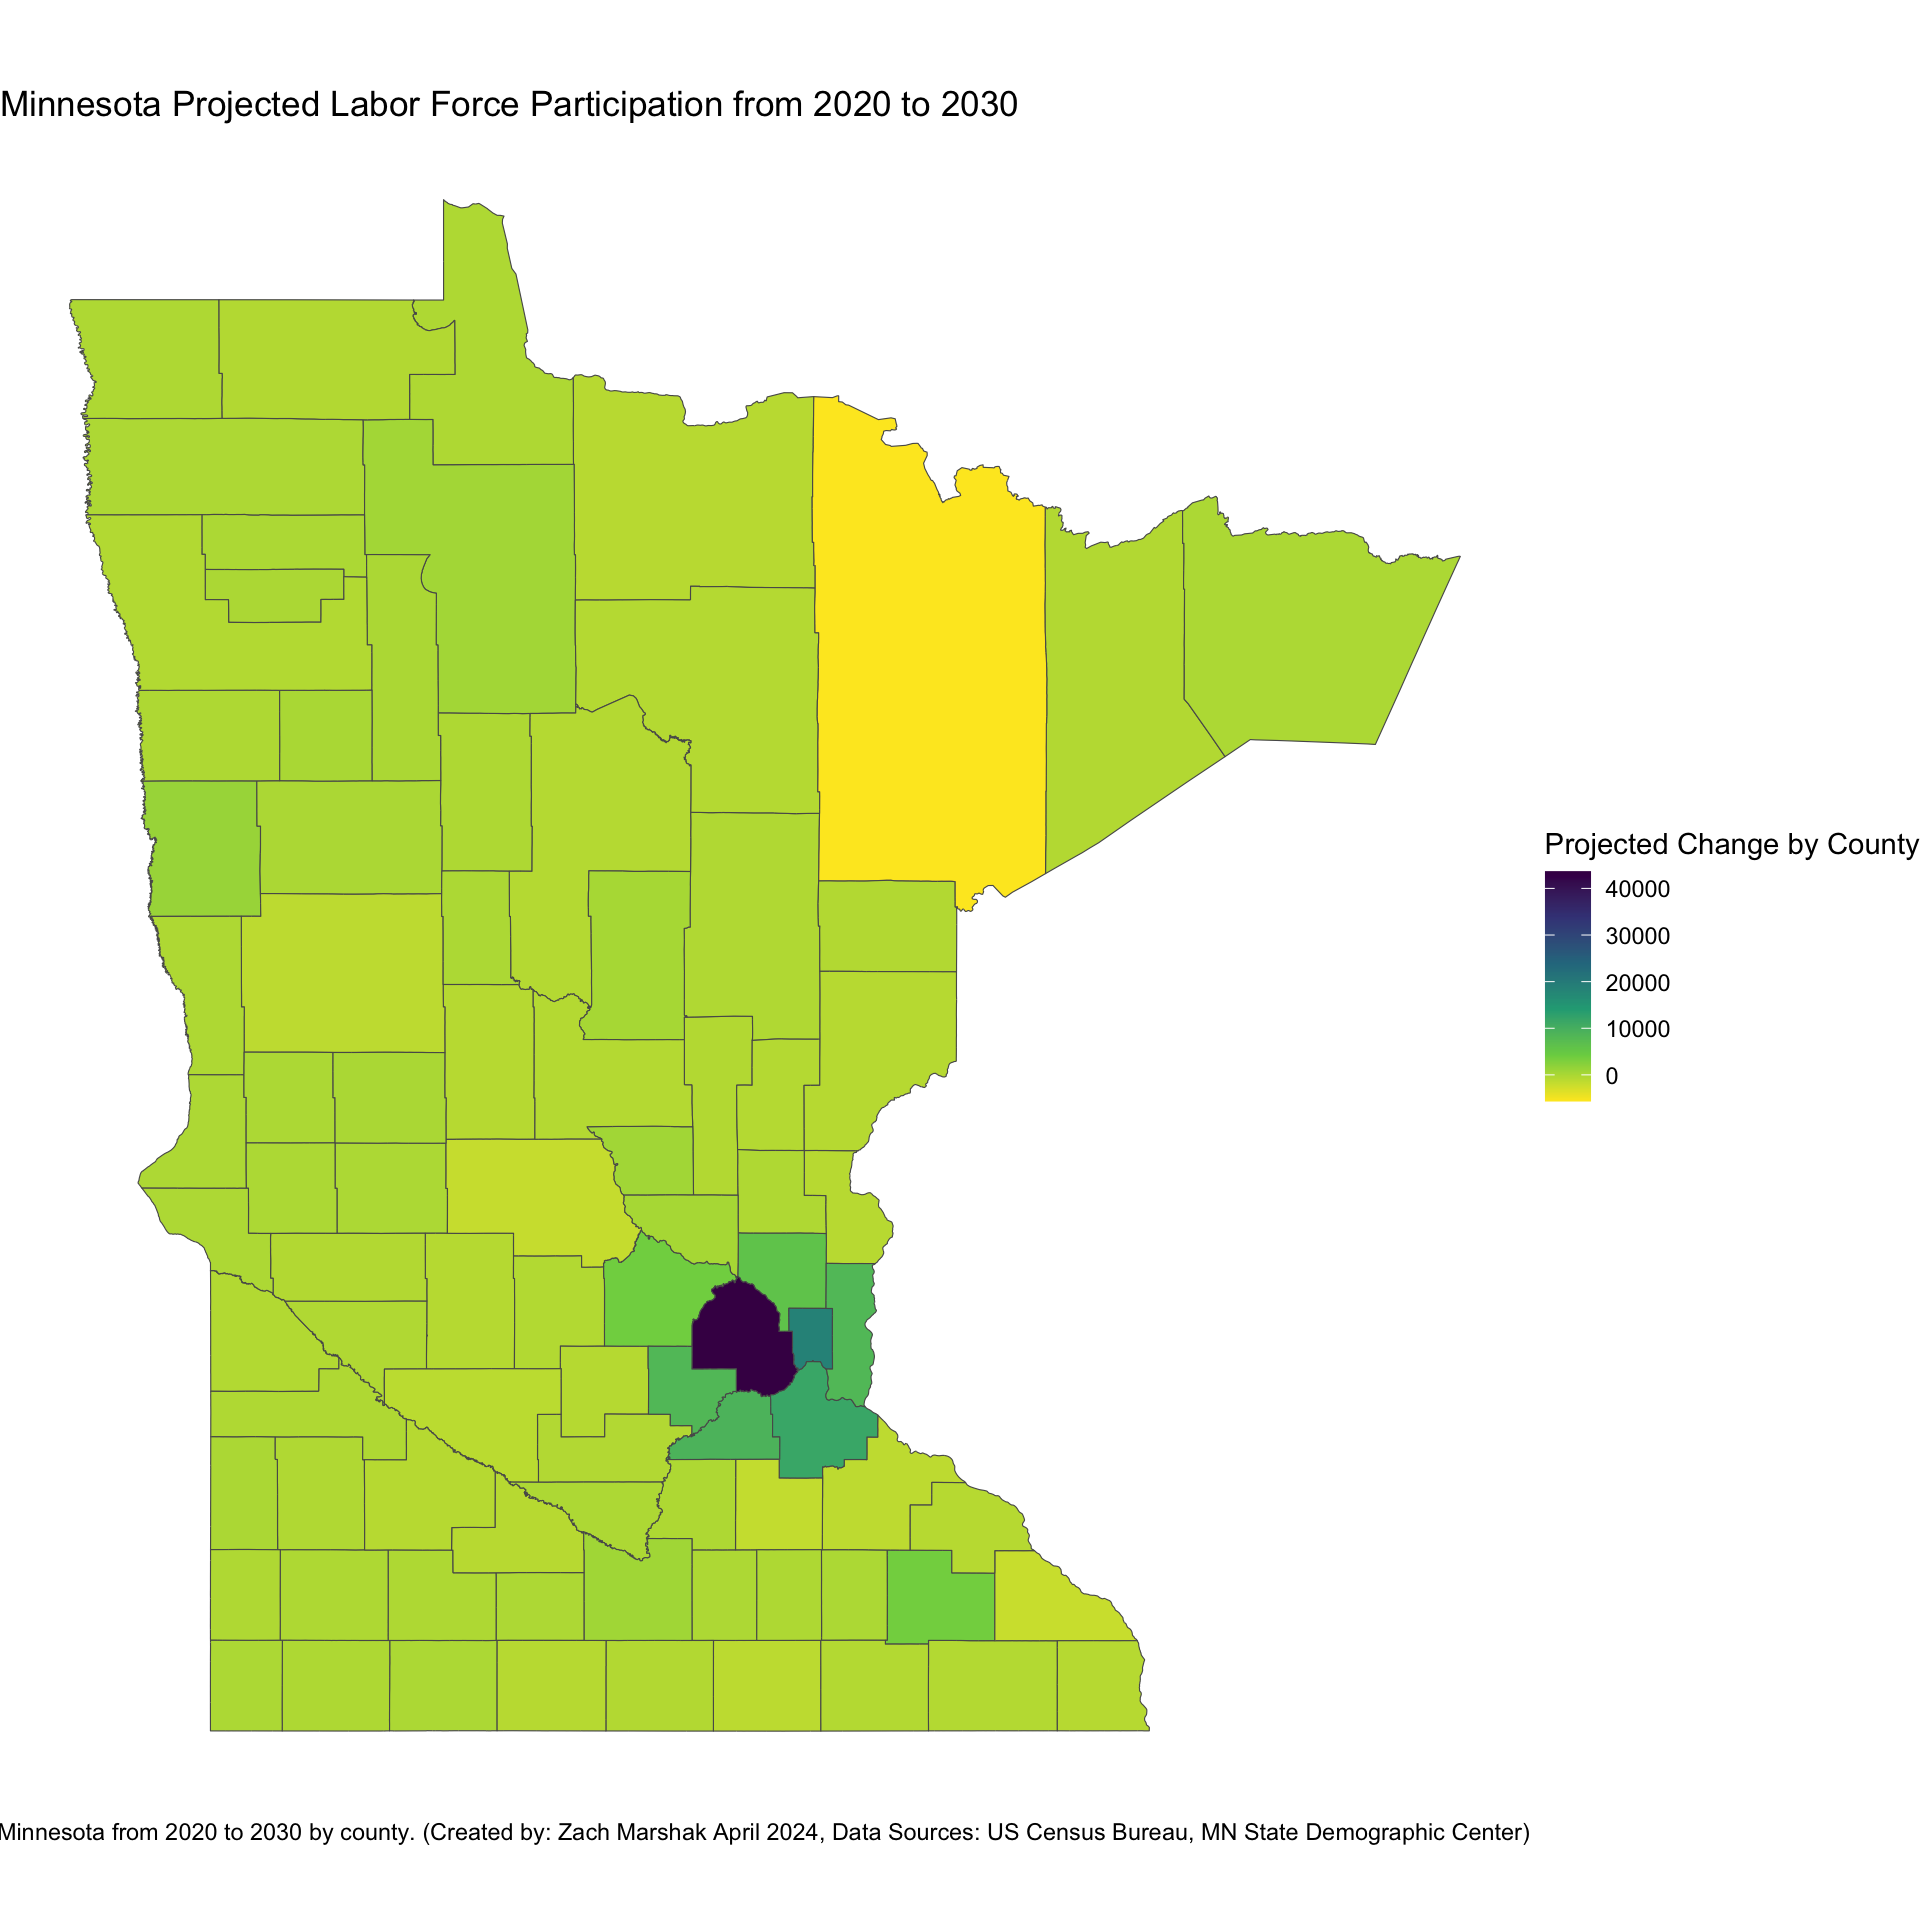 Minnesota Projected Labor Force Participation from 2020 to 2030
Projected Change by County
40000
30000
20000
10000
0
Minnesota from 2020 to 2030 by county. (Created by: Zach Marshak April 2024, Data Sources: US Census Bureau, MN State Demographic Center)